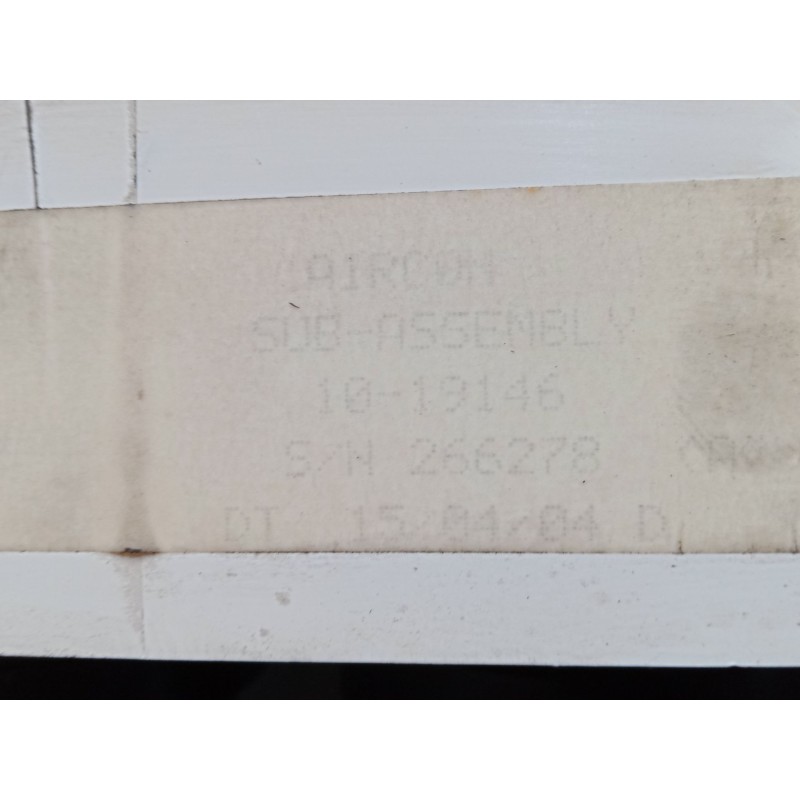 AIRCON
SUB-ASSEMBLY
10-19146
S/N 266278
DT 15/04/04 D